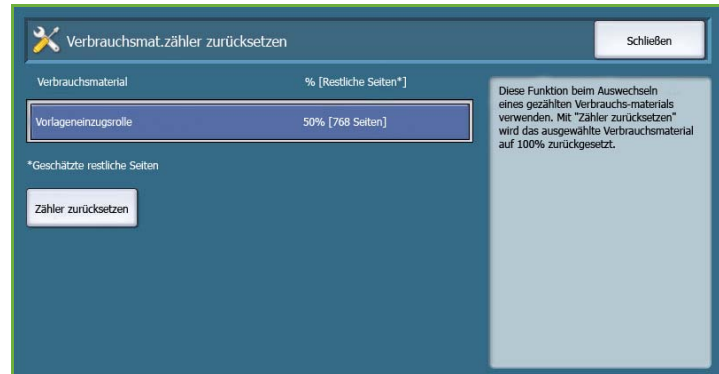 Verbrauchsmat.zähler zurücksetzen
Schließen
Verbrauchsmaterial % [Restliche Seiten*]
Vorlageneinzugsrolle 50% [768 Seiten]
*Geschätzte restliche Seiten
Zähler zurücksetzen
Diese Funktion beim Auswechseln
eines gezählten Verbrauchs-materials
verwenden. Mit "Zähler zurücksetzen"
wird das ausgewählte Verbrauchsmaterial
auf 100% zurückgesetzt.